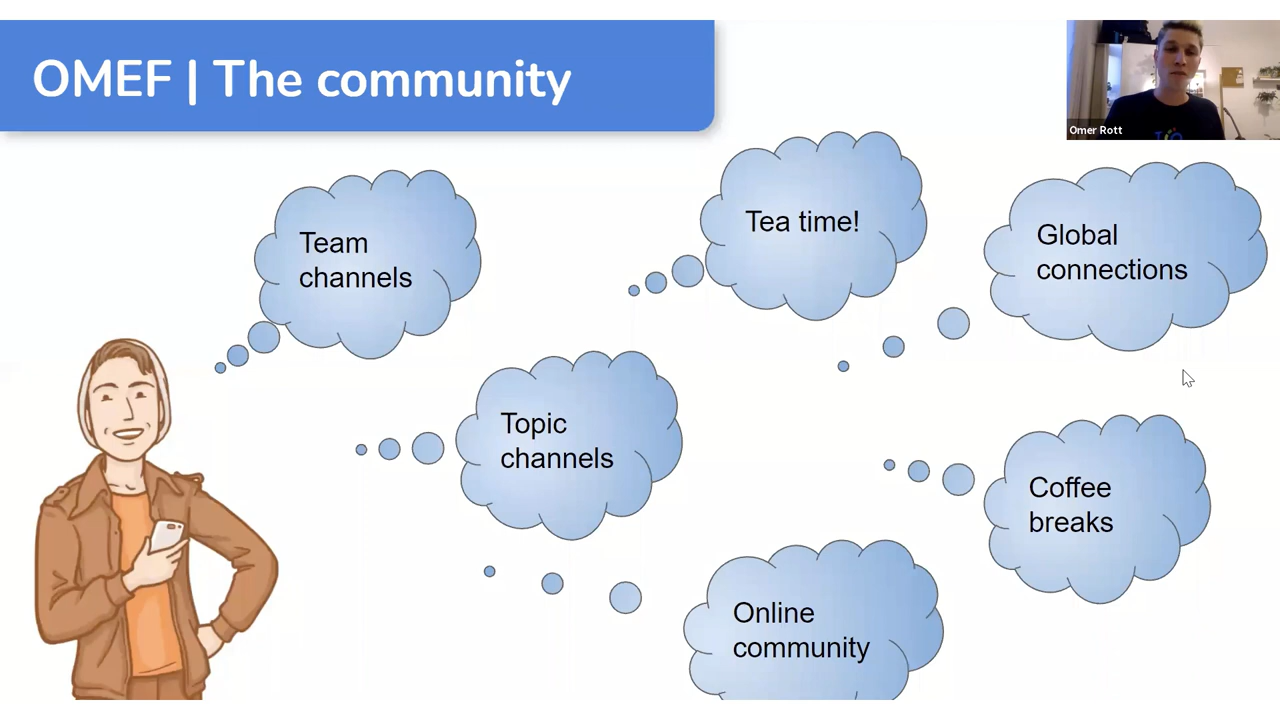 OMEF | The community
Omer Rott
Team
channels
Tea time!
Global
connections
Topic
channels
Coffee
breaks
Online
community